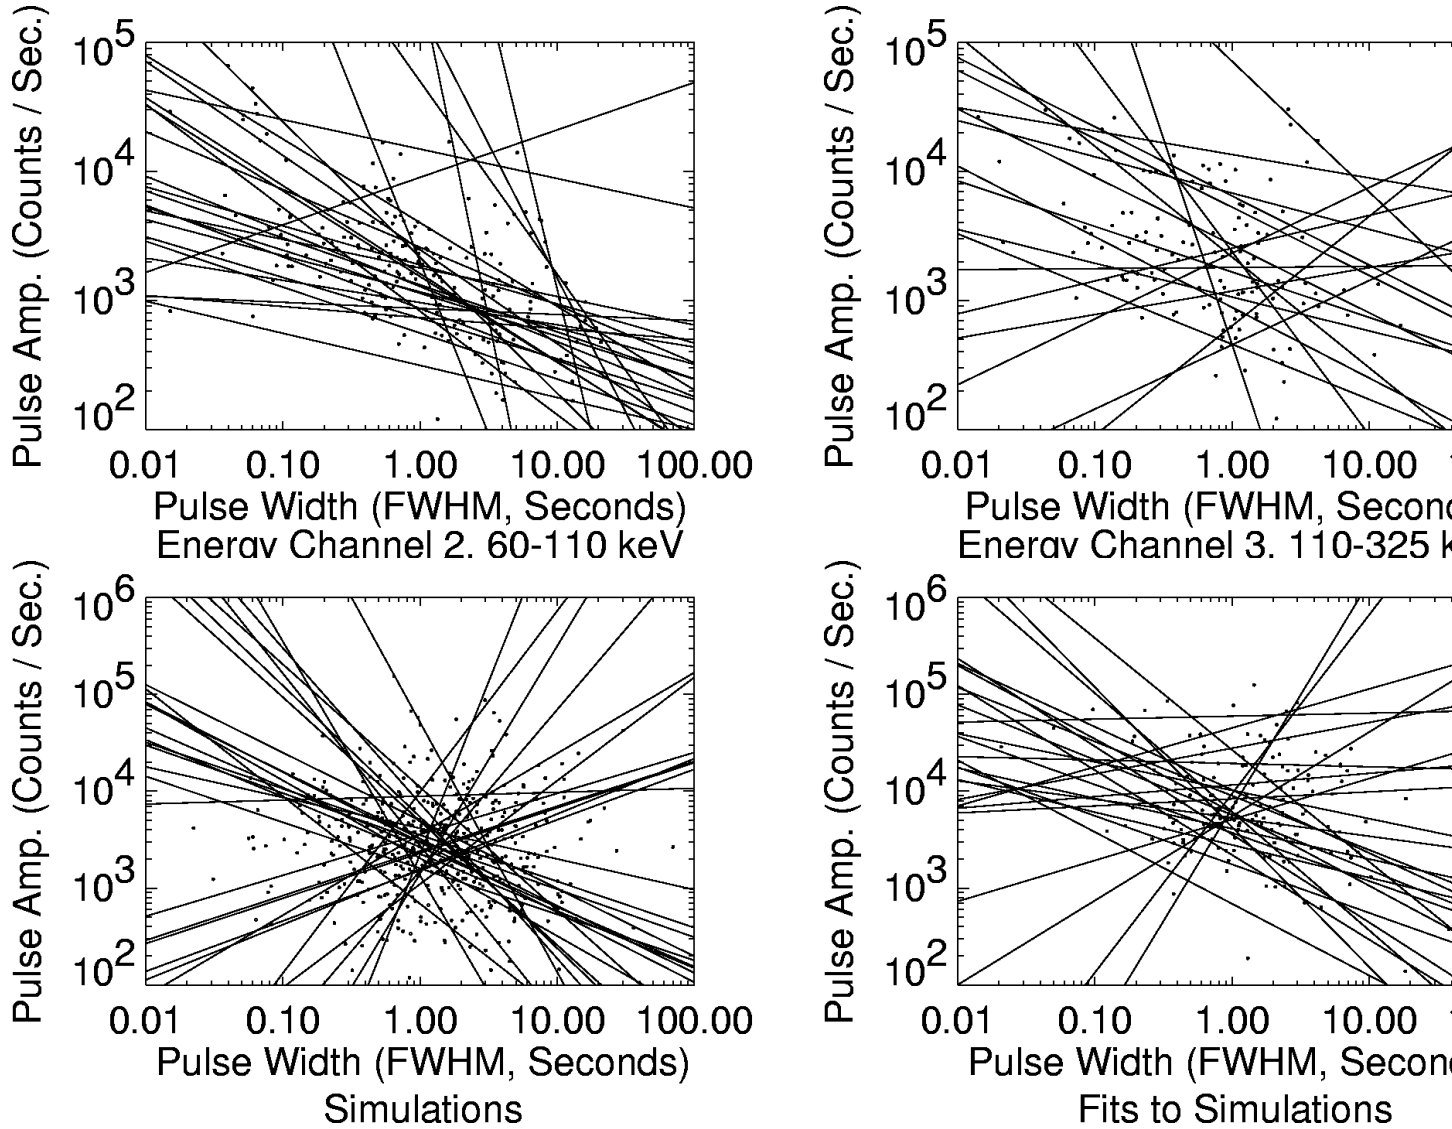 Pulse Amp. (Counts / Sec.)
10^5
10^4
10^3
10^2
0.01 0.10 1.00 10.00 100.00
Pulse Width (FWHM, Seconds)
Energy Channel 2, 60-110 keV
Pulse Amp. (Counts / Sec.)
10^5
10^4
10^3
10^2
0.01 0.10 1.00 10.00
Pulse Width (FWHM, Second
Energy Channel 3, 110-325 k
Pulse Amp. (Counts / Sec.)
10^6
10^5
10^4
10^3
10^2
0.01 0.10 1.00 10.00 100.00
Pulse Width (FWHM, Seconds)
Simulations
Pulse Amp. (Counts / Sec.)
10^6
10^5
10^4
10^3
10^2
0.01 0.10 1.00 10.00
Pulse Width (FWHM, Second
Fits to Simulations